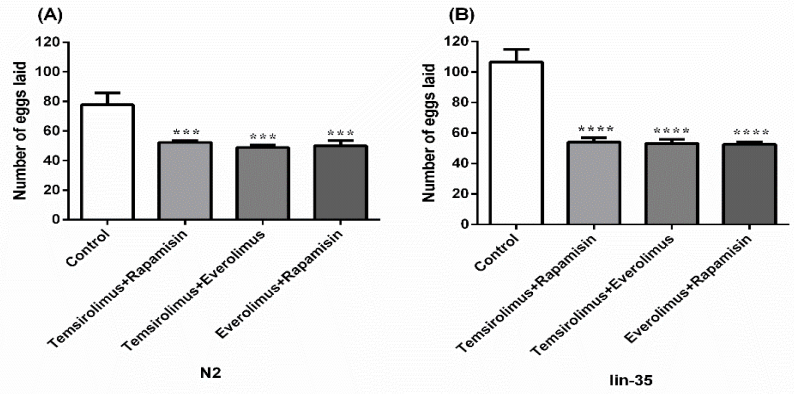 (A)
Number of eggs laid
120
100
80
60
40
20
0
***
***
***
Control
Temsirolimus+Rapamisin
Temsirolimus+Everolimus
Everolimus+Rapamisin
N2
(B)
Number of eggs laid
120
100
80
60
40
20
0
****
****
****
Control
Temsirolimus+Rapamisin
Temsirolimus+Everolimus
Everolimus+Rapamisin
lin-35